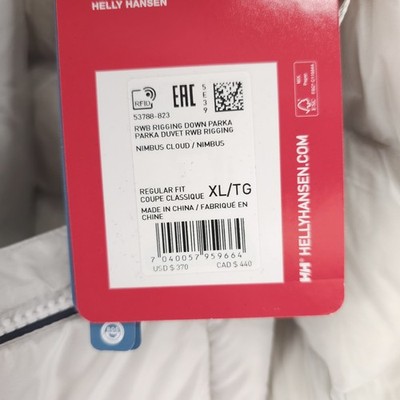 HELLY HANSEN
RFID
EAC
SE39
53788-823
RWB RIGGING DOWN PARKA
PARKA DUVET RWB RIGGING
NIMBUS CLOUD / NIMBUS
REGULAR FIT
COUPE CLASSIQUE XL/TG
MADE IN CHINA / FABRIQUÉ EN
CHINE
7 040057 959664
USD $ 370 CAD $ 440
HH HELLYHANSEN.COM
FSC